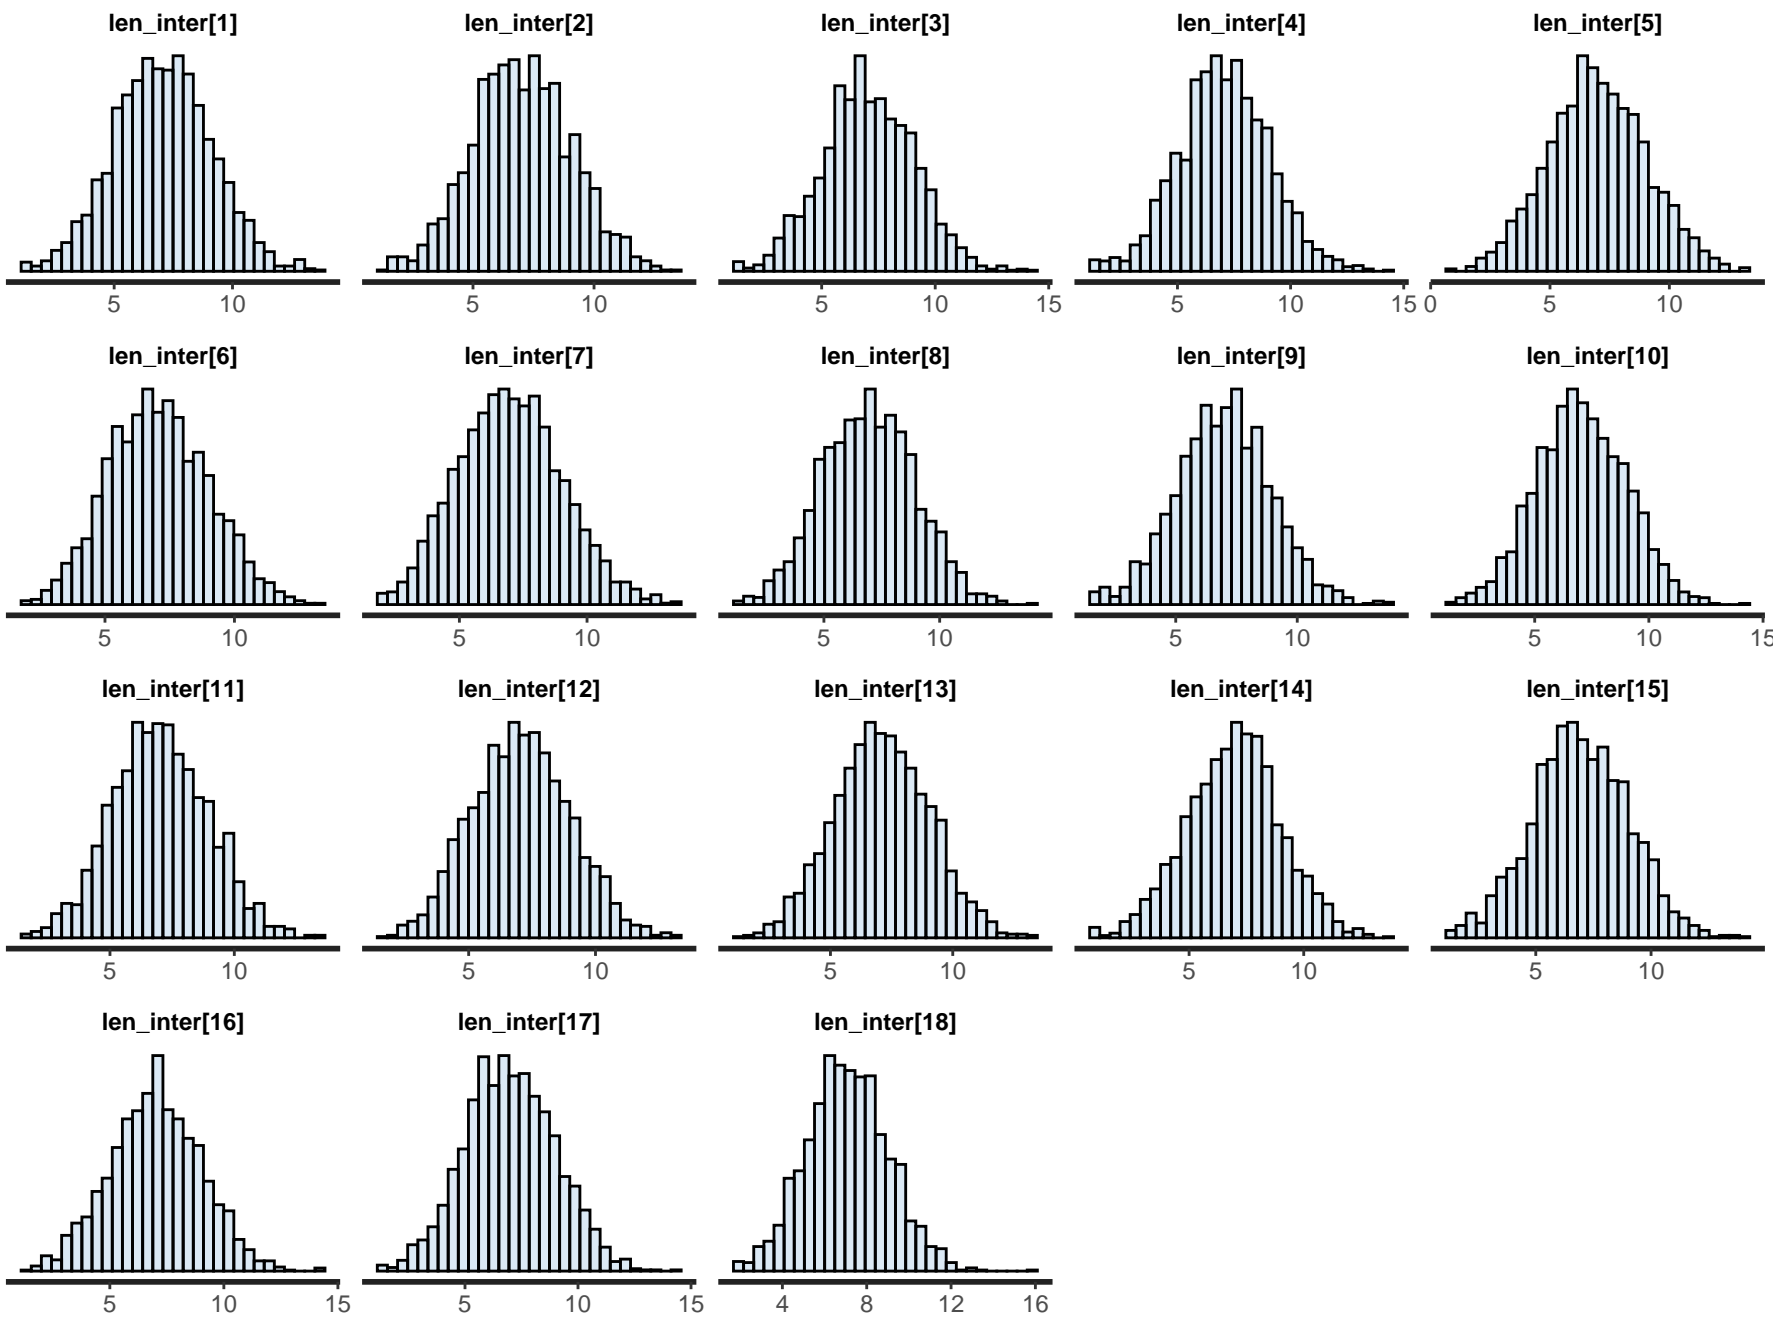 len_inter[1] len_inter[2] len_inter[3] len_inter[4] len_inter[5]
5 10 5 10 5 10 15 5 10 15 0 5 10
len_inter[6] len_inter[7] len_inter[8] len_inter[9] len_inter[10]
5 10 5 10 5 10 5 10 5 10 15
len_inter[11] len_inter[12] len_inter[13] len_inter[14] len_inter[15]
5 10 5 10 5 10 5 10 5 10
len_inter[16] len_inter[17] len_inter[18]
5 10 15 5 10 15 4 8 12 16